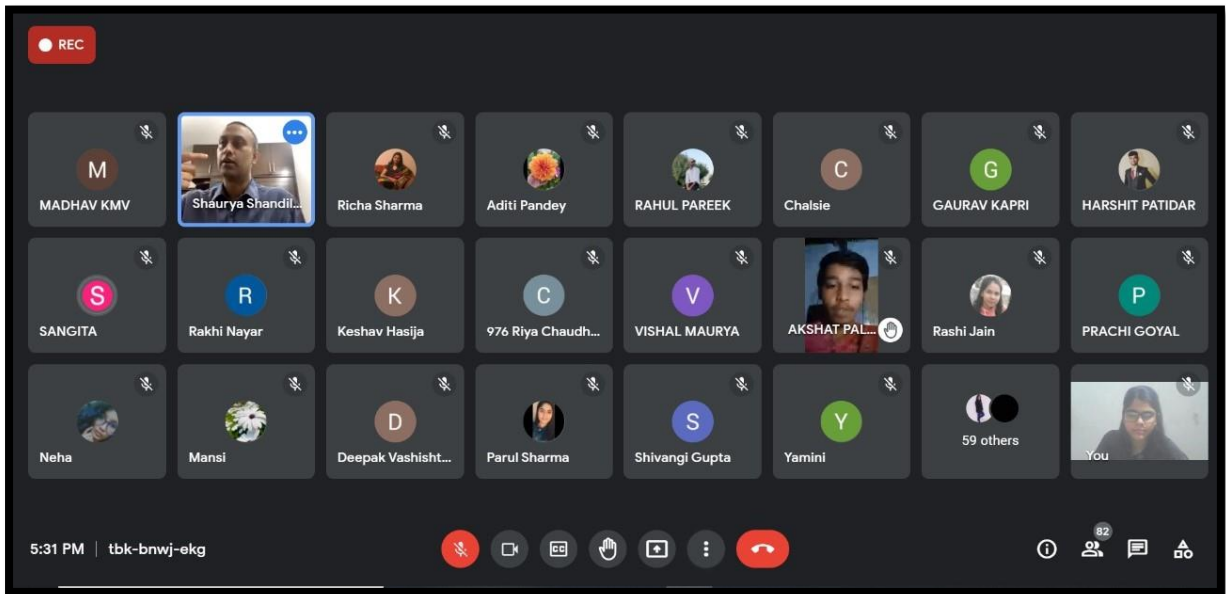 REC
M
MADHAV KMV
Shaurya Shandil...
Richa Sharma
Aditi Pandey
RAHUL PAREEK
C
Chalsie
G
GAURAV KAPRI
HARSHIT PATIDAR
S
SANGITA
R
Rakhi Nayar
K
Keshav Hasija
C
976 Riya Chaudh...
V
VISHAL MAURYA
AKSHAT PAL...
Rashi Jain
P
PRACHI GOYAL
Neha
Mansi
D
Deepak Vashisht...
Parul Sharma
S
Shivangi Gupta
Y
Yamini
59 others
You
5:31 PM | tbk-bnwj-ekg
CC
82